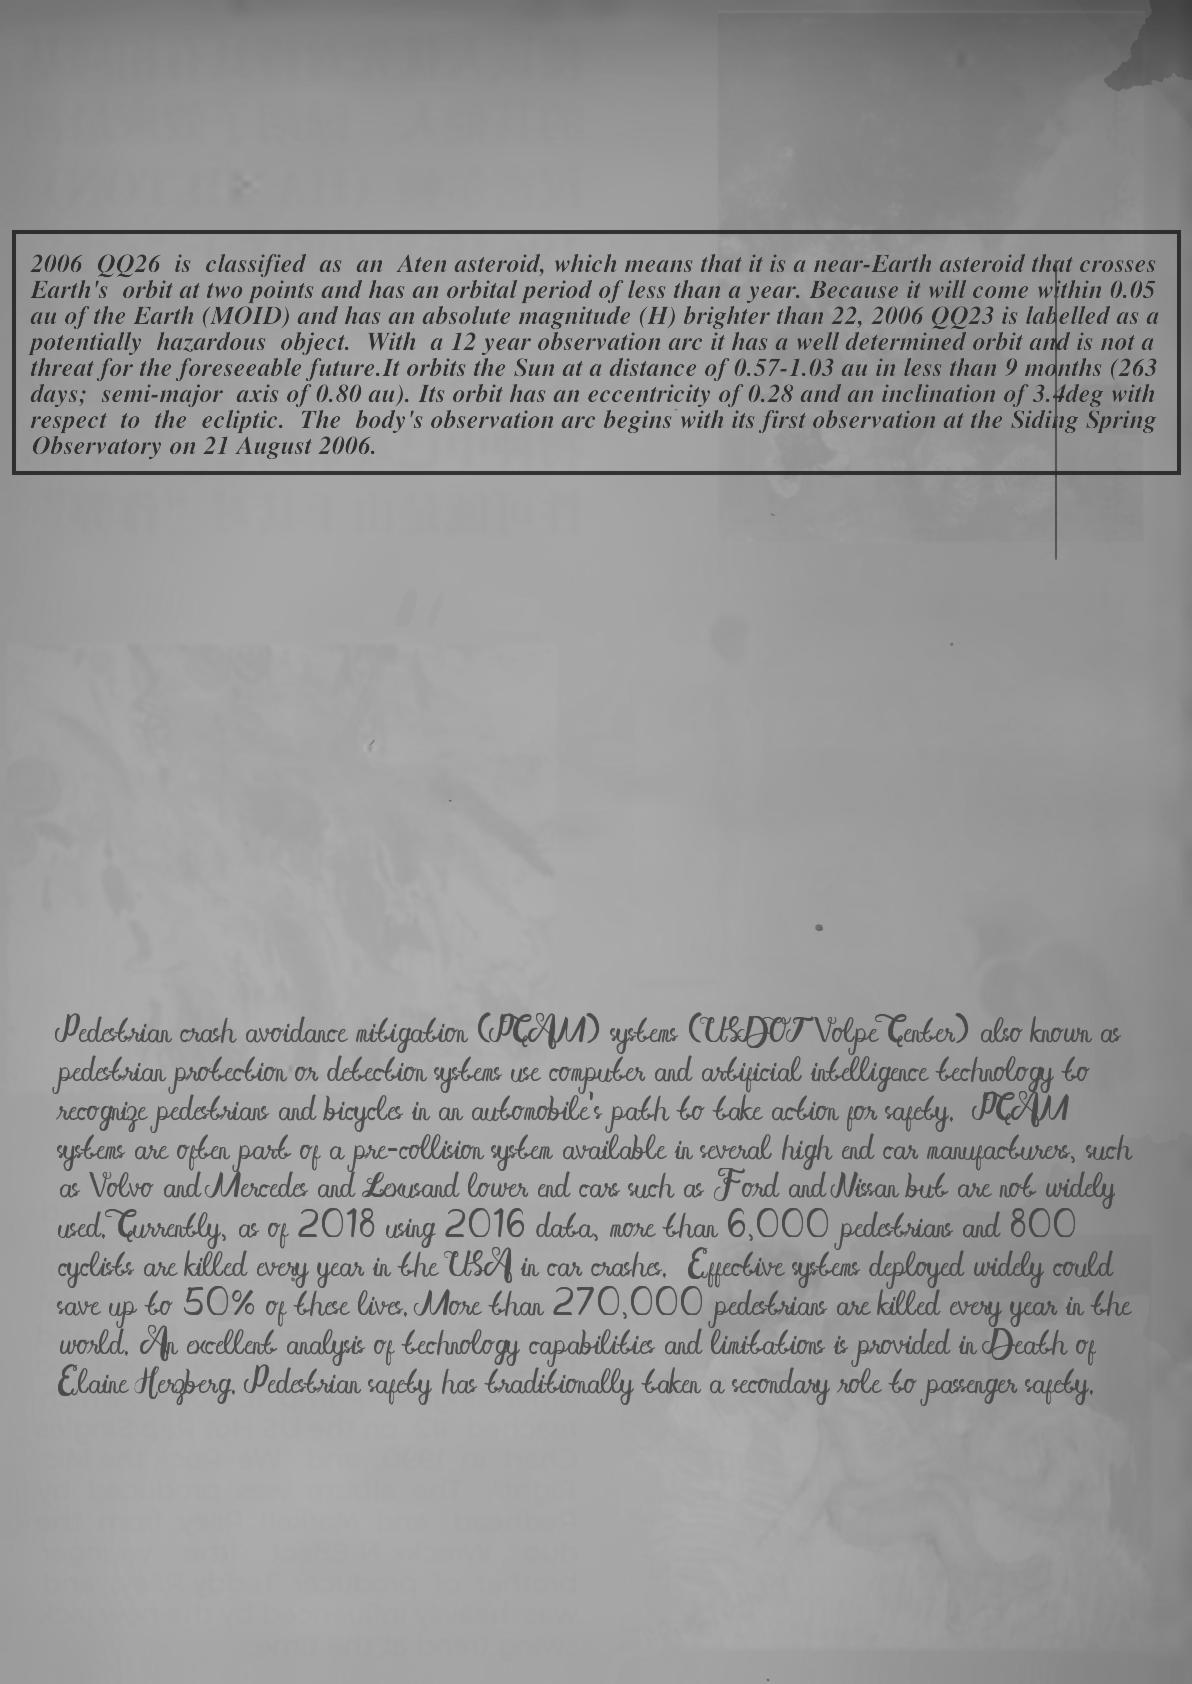 2006 QQ26 is classified as an Aten asteroid, which means that it is a near-Earth asteroid that crosses
Earth's orbit at two points and has an orbital period of less than a year. Because it will come within 0.05
au of the Earth (MOID) and has an absolute magnitude (H) brighter than 22, 2006 QQ23 is labelled as a
potentially hazardous object. With a 12 year observation arc it has a well determined orbit and is not a
threat for the foreseeable future.It orbits the Sun at a distance of 0.57-1.03 au in less than 9 months (263
days; semi-major axis of 0.80 au). Its orbit has an eccentricity of 0.28 and an inclination of 3.4deg with
respect to the ecliptic. The body's observation arc begins with its first observation at the Siding Spring
Observatory on 21 August 2006.
Pedestrian crash avoidance mitigation (PCAM) systems (USDOT Volpe Center) also known as
pedestrian protection or detection systems use computer and artificial intelligence technology to
recognize pedestrians and bicycles in an automobile's path to take action for safety. PCAM
systems are often part of a pre-collision system available in several high end car manufacturers, such
as Volvo and Mercedes and Lexusand lower end cars such as Ford and Nissan but are not widely
used. Currently, as of 2018 using 2016 data, more than 6,000 pedestrians and 800
cyclists are killed every year in the USA in car crashes. Effective systems deployed widely could
save up to 50% of these lives. More than 270,000 pedestrians are killed every year in the
world. An excellent analysis of technology capabilities and limitations is provided in Death of
Elaine Herzberg. Pedestrian safety has traditionally taken a secondary role to passenger safety.